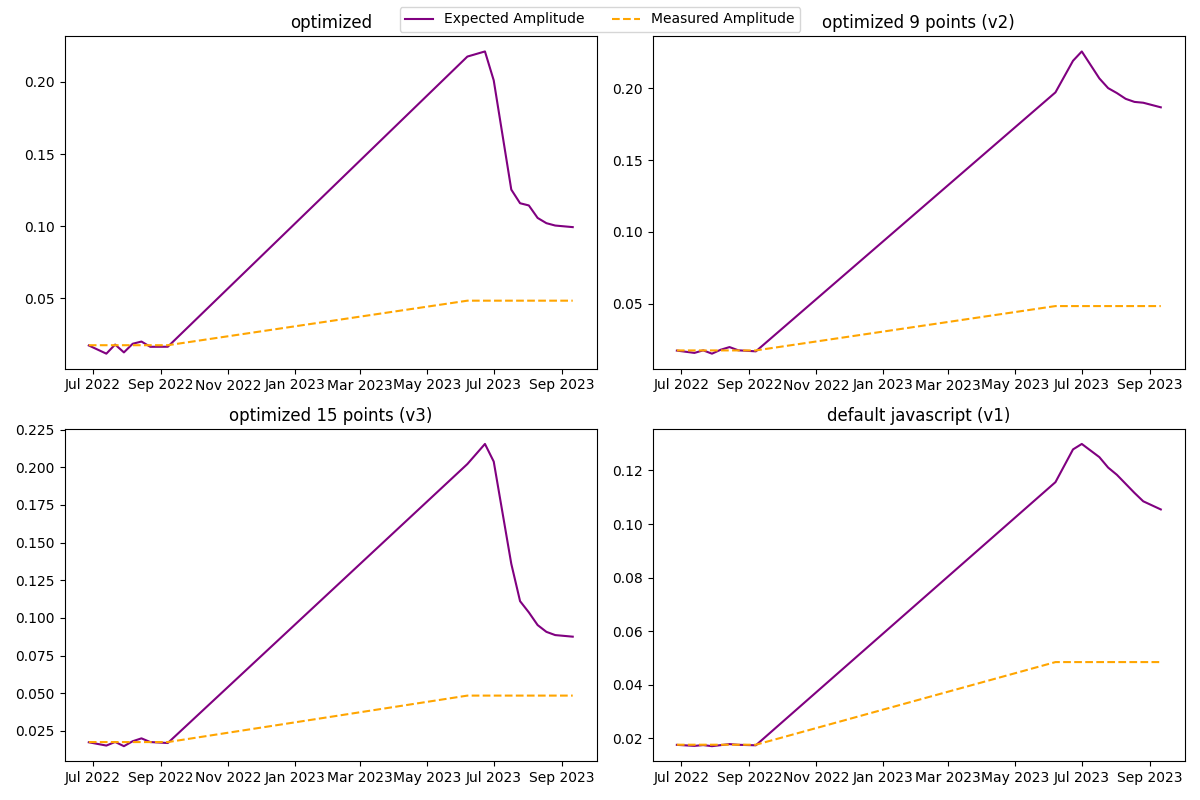 Expected Amplitude Measured Amplitude
optimized
0.20
0.15
0.10
0.05
Jul 2022 Sep 2022 Nov 2022 Jan 2023 Mar 2023 May 2023 Jul 2023 Sep 2023
optimized 9 points (v2)
0.20
0.15
0.10
0.05
Jul 2022 Sep 2022 Nov 2022 Jan 2023 Mar 2023 May 2023 Jul 2023 Sep 2023
optimized 15 points (v3)
0.225
0.200
0.175
0.150
0.125
0.100
0.075
0.050
0.025
Jul 2022 Sep 2022 Nov 2022 Jan 2023 Mar 2023 May 2023 Jul 2023 Sep 2023
default javascript (v1)
0.12
0.10
0.08
0.06
0.04
0.02
Jul 2022 Sep 2022 Nov 2022 Jan 2023 Mar 2023 May 2023 Jul 2023 Sep 2023